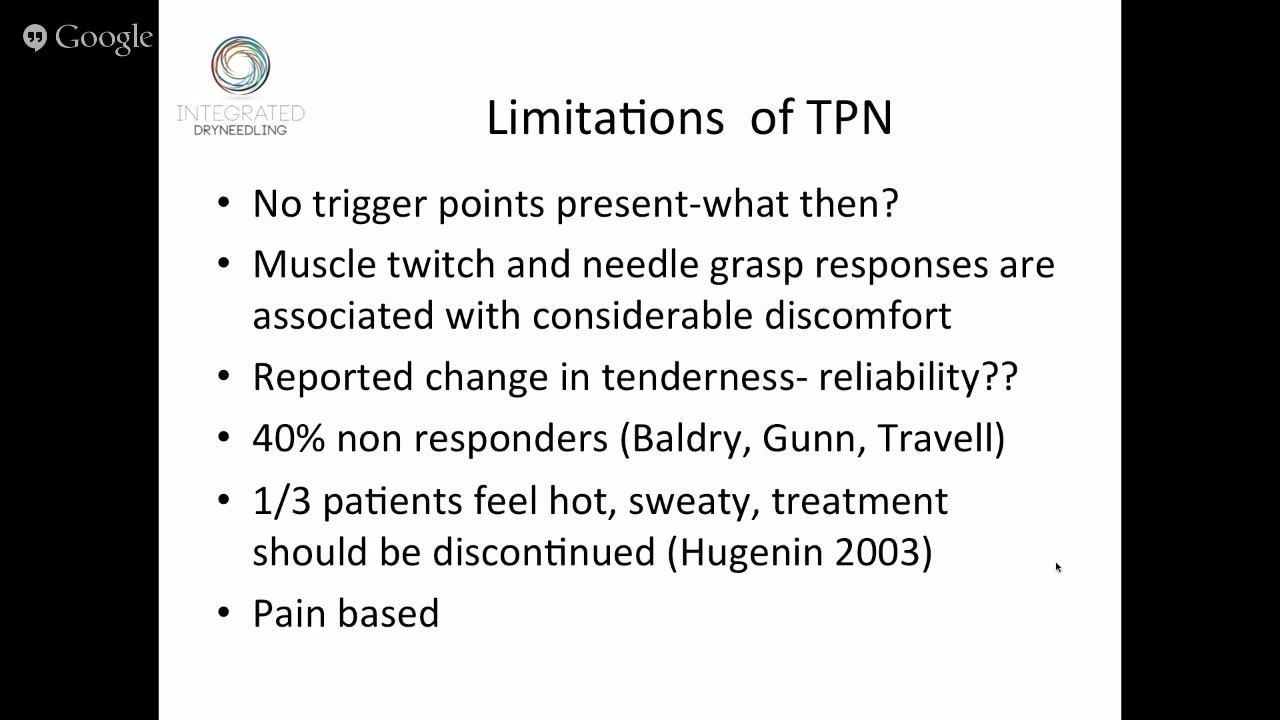 Google
INTEGRATED
DRYNEEDLING
Limitations of TPN
• No trigger points present-what then?
• Muscle twitch and needle grasp responses are
associated with considerable discomfort
• Reported change in tenderness- reliability??
• 40% non responders (Baldry, Gunn, Travell)
• 1/3 patients feel hot, sweaty, treatment
should be discontinued (Hugenin 2003)
• Pain based